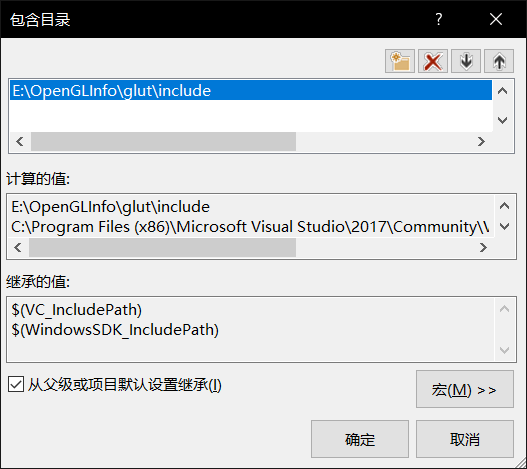 包含目录
E:\OpenGLInfo\glut\include
计算的值:
E:\OpenGLInfo\glut\include
C:\Program Files (x86)\Microsoft Visual Studio\2017\Community\V
继承的值:
$(VC_IncludePath)
$(WindowsSDK_IncludePath)
从父级或项目默认设置继承(I)
宏(M) >>
确定 取消